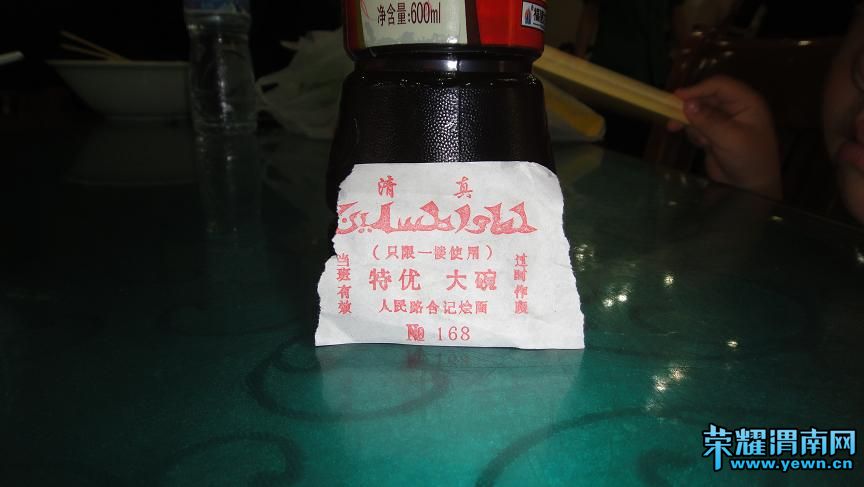 净含量:600ml
清 真
طعام المسلمين
(只限一楼使用)
当班有效
特优 大碗
过时作废
人民路合记烩面
№ 168
荣耀渭南网
www.yewn.cn